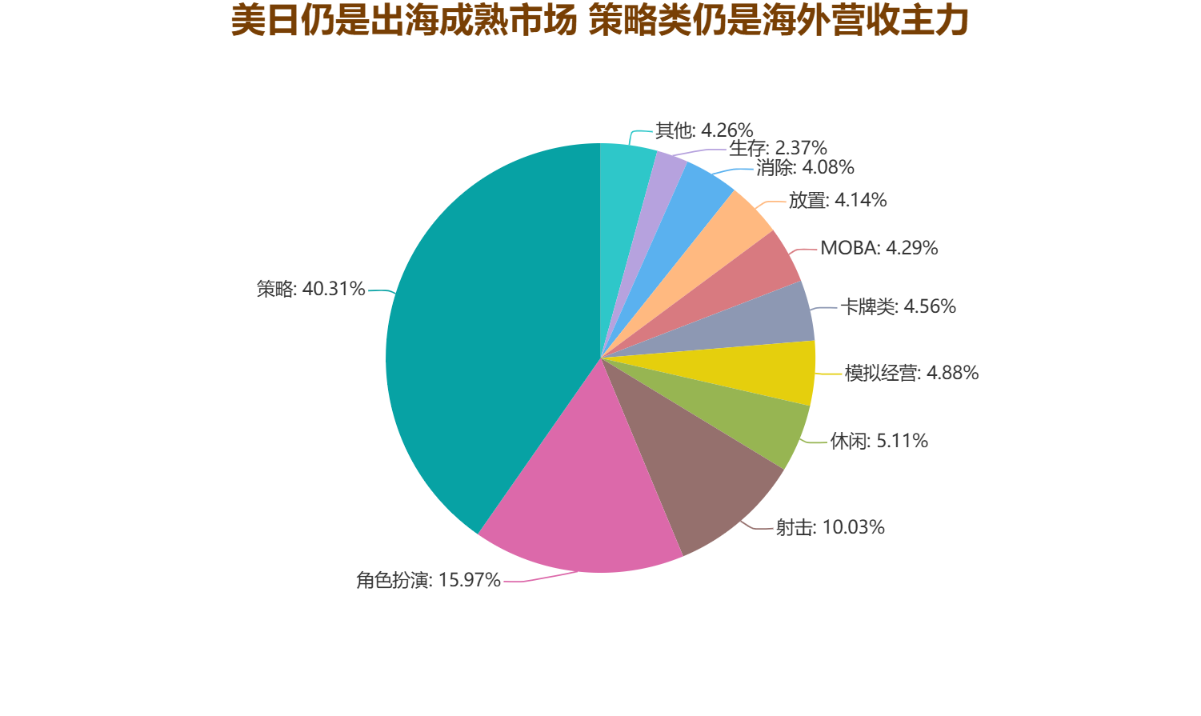 美日仍是出海成熟市场 策略类仍是海外营收主力
其他: 4.26%
生存: 2.37%
消除: 4.08%
放置: 4.14%
MOBA: 4.29%
策略: 40.31%
卡牌类: 4.56%
模拟经营: 4.88%
休闲: 5.11%
射击: 10.03%
角色扮演: 15.97%